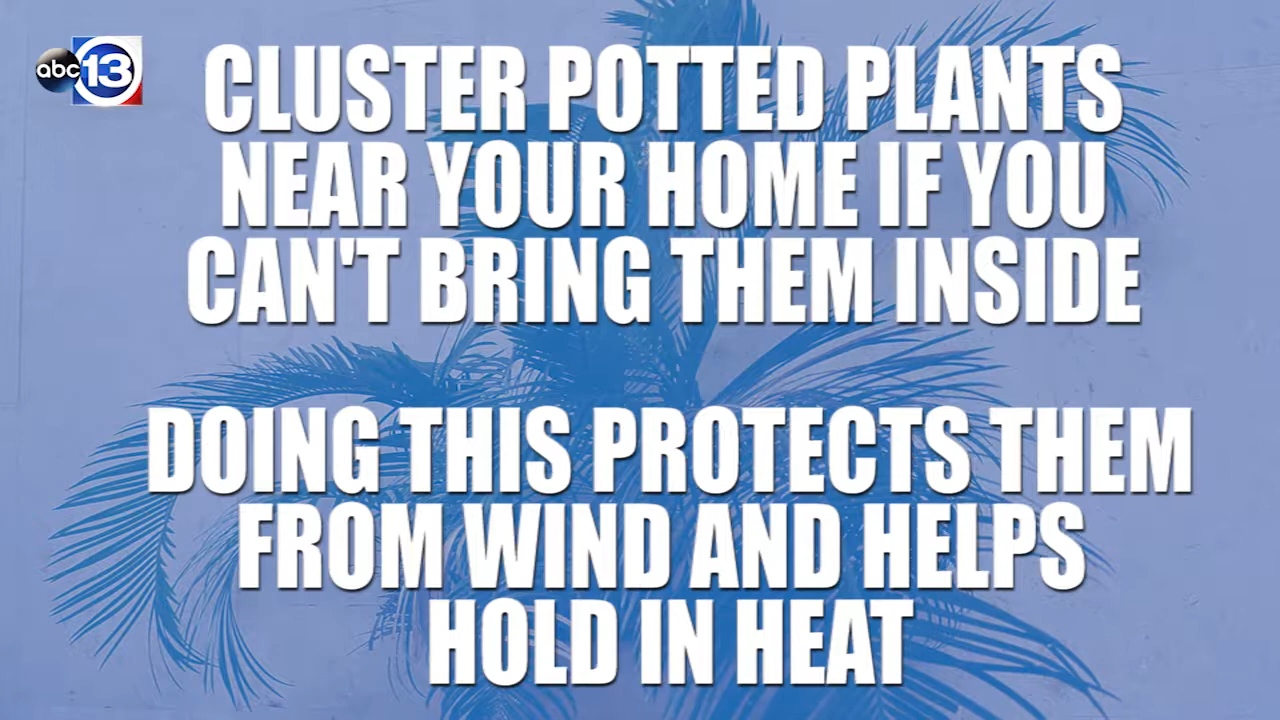 abc 13
CLUSTER POTTED PLANTS
NEAR YOUR HOME IF YOU
CAN'T BRING THEM INSIDE
DOING THIS PROTECTS THEM
FROM WIND AND HELPS
HOLD IN HEAT